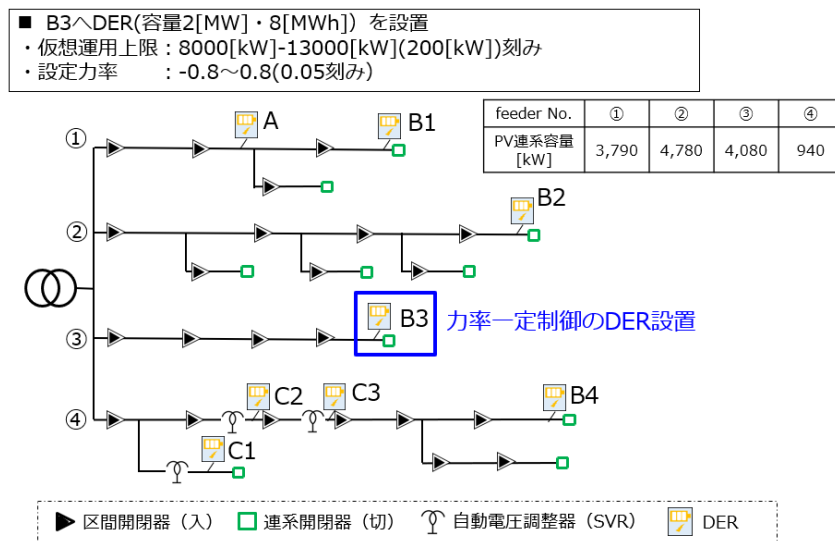 ■ B3へDER(容量2[MW]・8[MWh]）を設置
・仮想運用上限：8000[kW]-13000[kW](200[kW])刻み
・設定力率　　：-0.8～0.8(0.05刻み）
feeder No. ① ② ③ ④
PV連系容量
[kW] 3,790 4,780 4,080 940
① A B1
② B2
③ B3 力率一定制御のDER設置
④ C2 C3 B4
C1
区間開閉器（入） 連系開閉器（切） 自動電圧調整器（SVR） DER